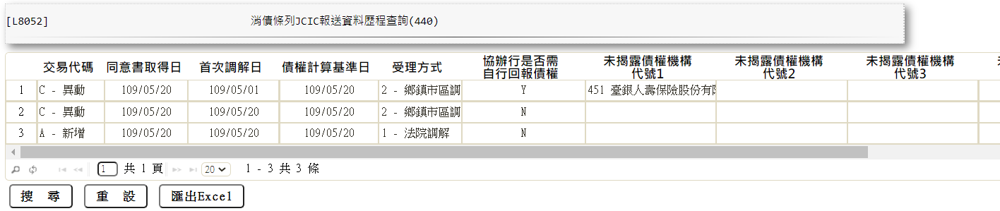 [L8052] 消債條列JCIC報送資料歷程查詢(440)
交易代碼 同意書取得日 首次調解日 債權計算基準日 受理方式 協辦行是否需自行回報債權 未揭露債權機構代號1 未揭露債權機構代號2 未揭露債權機構代號3
1 C - 異動 109/05/20 109/05/01 109/05/20 2 - 鄉鎮市區調 Y 451 臺銀人壽保險股份有
2 C - 異動 109/05/20 109/05/20 109/05/20 2 - 鄉鎮市區調 N
3 A - 新增 109/05/20 109/05/20 109/05/20 1 - 法院調解 N
1 共 1 頁 20 1 - 3 共 3 條
搜 尋 重 設 匯出Excel